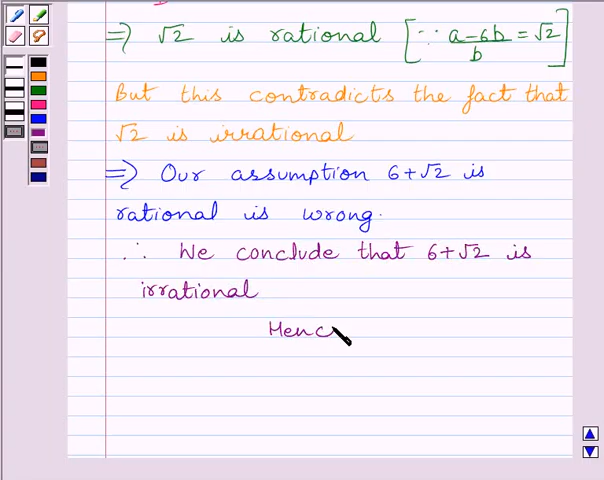 =⟩ √2 is rational [∵ a-6b/b = √2]
But this contradicts the fact that
√2 is irrational
=⟩ Our assumption 6+√2 is
rational is wrong.
∴ We conclude that 6+√2 is
irrational
Henc